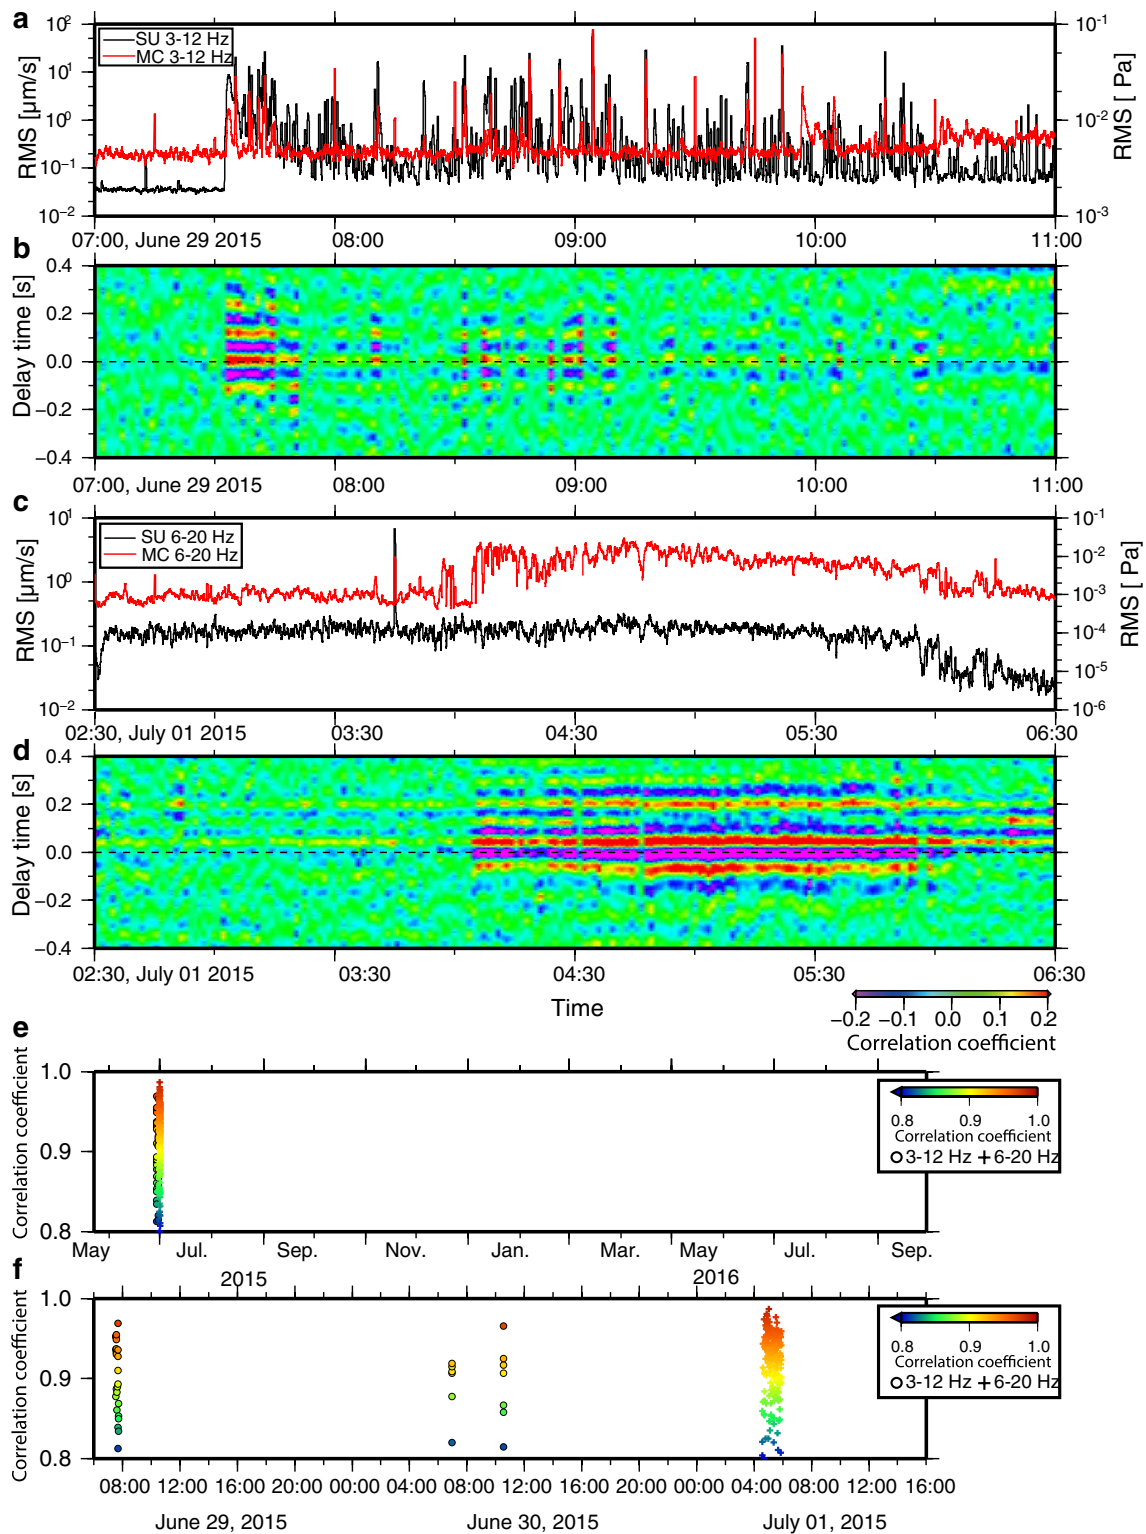 a
10²
10¹
10⁰
10⁻¹
10⁻²
RMS [µm/s]
SU 3-12 Hz
MC 3-12 Hz
10⁻¹
10⁻²
10⁻³
RMS [ Pa]
07:00, June 29 2015 08:00 09:00 10:00 11:00
b
0.4
0.2
0.0
−0.2
−0.4
Delay time [s]
07:00, June 29 2015 08:00 09:00 10:00 11:00
c
10¹
10⁰
10⁻¹
10⁻²
RMS [µm/s]
SU 6-20 Hz
MC 6-20 Hz
10⁻¹
10⁻²
10⁻³
10⁻⁴
10⁻⁵
10⁻⁶
RMS [ Pa]
02:30, July 01 2015 03:30 04:30 05:30 06:30
d
0.4
0.2
0.0
−0.2
−0.4
Delay time [s]
02:30, July 01 2015 03:30 04:30 05:30 06:30
Time
−0.2 −0.1 0.0 0.1 0.2
Correlation coefficient
e
1.0
0.9
0.8
Correlation coefficient
0.8 0.9 1.0
Correlation coefficient
3-12 Hz 6-20 Hz
May Jul. Sep. Nov. Jan. Mar. May Jul. Sep.
2015 2016
f
1.0
0.9
0.8
Correlation coefficient
0.8 0.9 1.0
Correlation coefficient
3-12 Hz 6-20 Hz
08:00 12:00 16:00 20:00 00:00 04:00 08:00 12:00 16:00 20:00 00:00 04:00 08:00 12:00 16:00
June 29, 2015 June 30, 2015 July 01, 2015